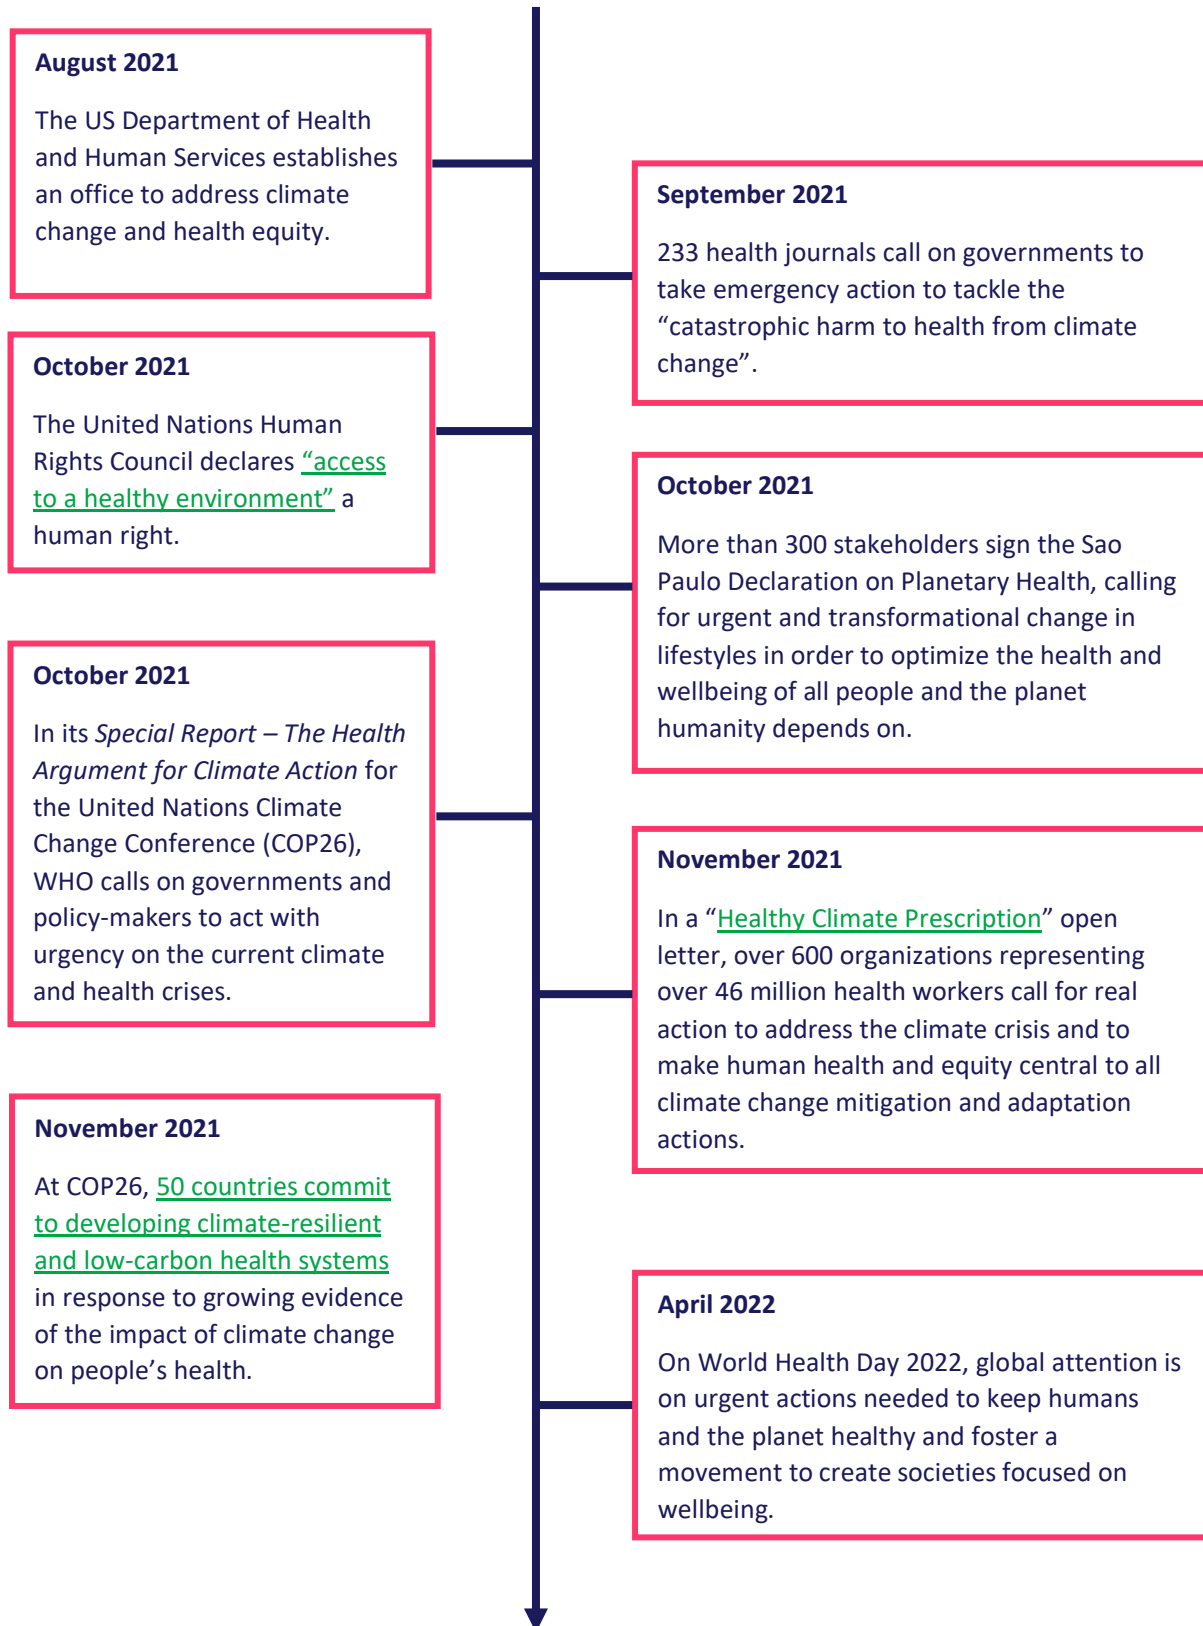 August 2021
The US Department of Health
and Human Services establishes
an office to address climate
change and health equity.
September 2021
233 health journals call on governments to
take emergency action to tackle the
“catastrophic harm to health from climate
change”.
October 2021
The United Nations Human
Rights Council declares “access
to a healthy environment” a
human right.
October 2021
More than 300 stakeholders sign the Sao
Paulo Declaration on Planetary Health, calling
for urgent and transformational change in
lifestyles in order to optimize the health and
wellbeing of all people and the planet
humanity depends on.
October 2021
In its Special Report – The Health
Argument for Climate Action for
the United Nations Climate
Change Conference (COP26),
WHO calls on governments and
policy-makers to act with
urgency on the current climate
and health crises.
November 2021
In a “Healthy Climate Prescription” open
letter, over 600 organizations representing
over 46 million health workers call for real
action to address the climate crisis and to
make human health and equity central to all
climate change mitigation and adaptation
actions.
November 2021
At COP26, 50 countries commit
to developing climate-resilient
and low-carbon health systems
in response to growing evidence
of the impact of climate change
on people’s health.
April 2022
On World Health Day 2022, global attention is
on urgent actions needed to keep humans
and the planet healthy and foster a
movement to create societies focused on
wellbeing.